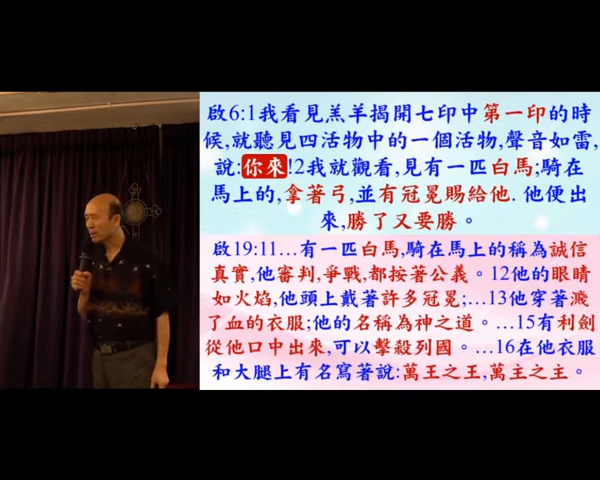 啟6:1我看見羔羊揭開七印中第一印的時
候,就聽見四活物中的一個活物,聲音如雷,
說:你來!2我就觀看,見有一匹白馬;騎在
馬上的,拿著弓,並有冠冕賜給他. 他便出
來,勝了又要勝。
啟19:11…有一匹白馬,騎在馬上的稱為誠信
真實,他審判,爭戰,都按著公義。12他的眼睛
如火焰,他頭上戴著許多冠冕;…13他穿著濺
了血的衣服;他的名稱為神之道。…15有利劍
從他口中出來,可以擊殺列國。…16在他衣服
和大腿上有名寫著說:萬王之王,萬主之主。